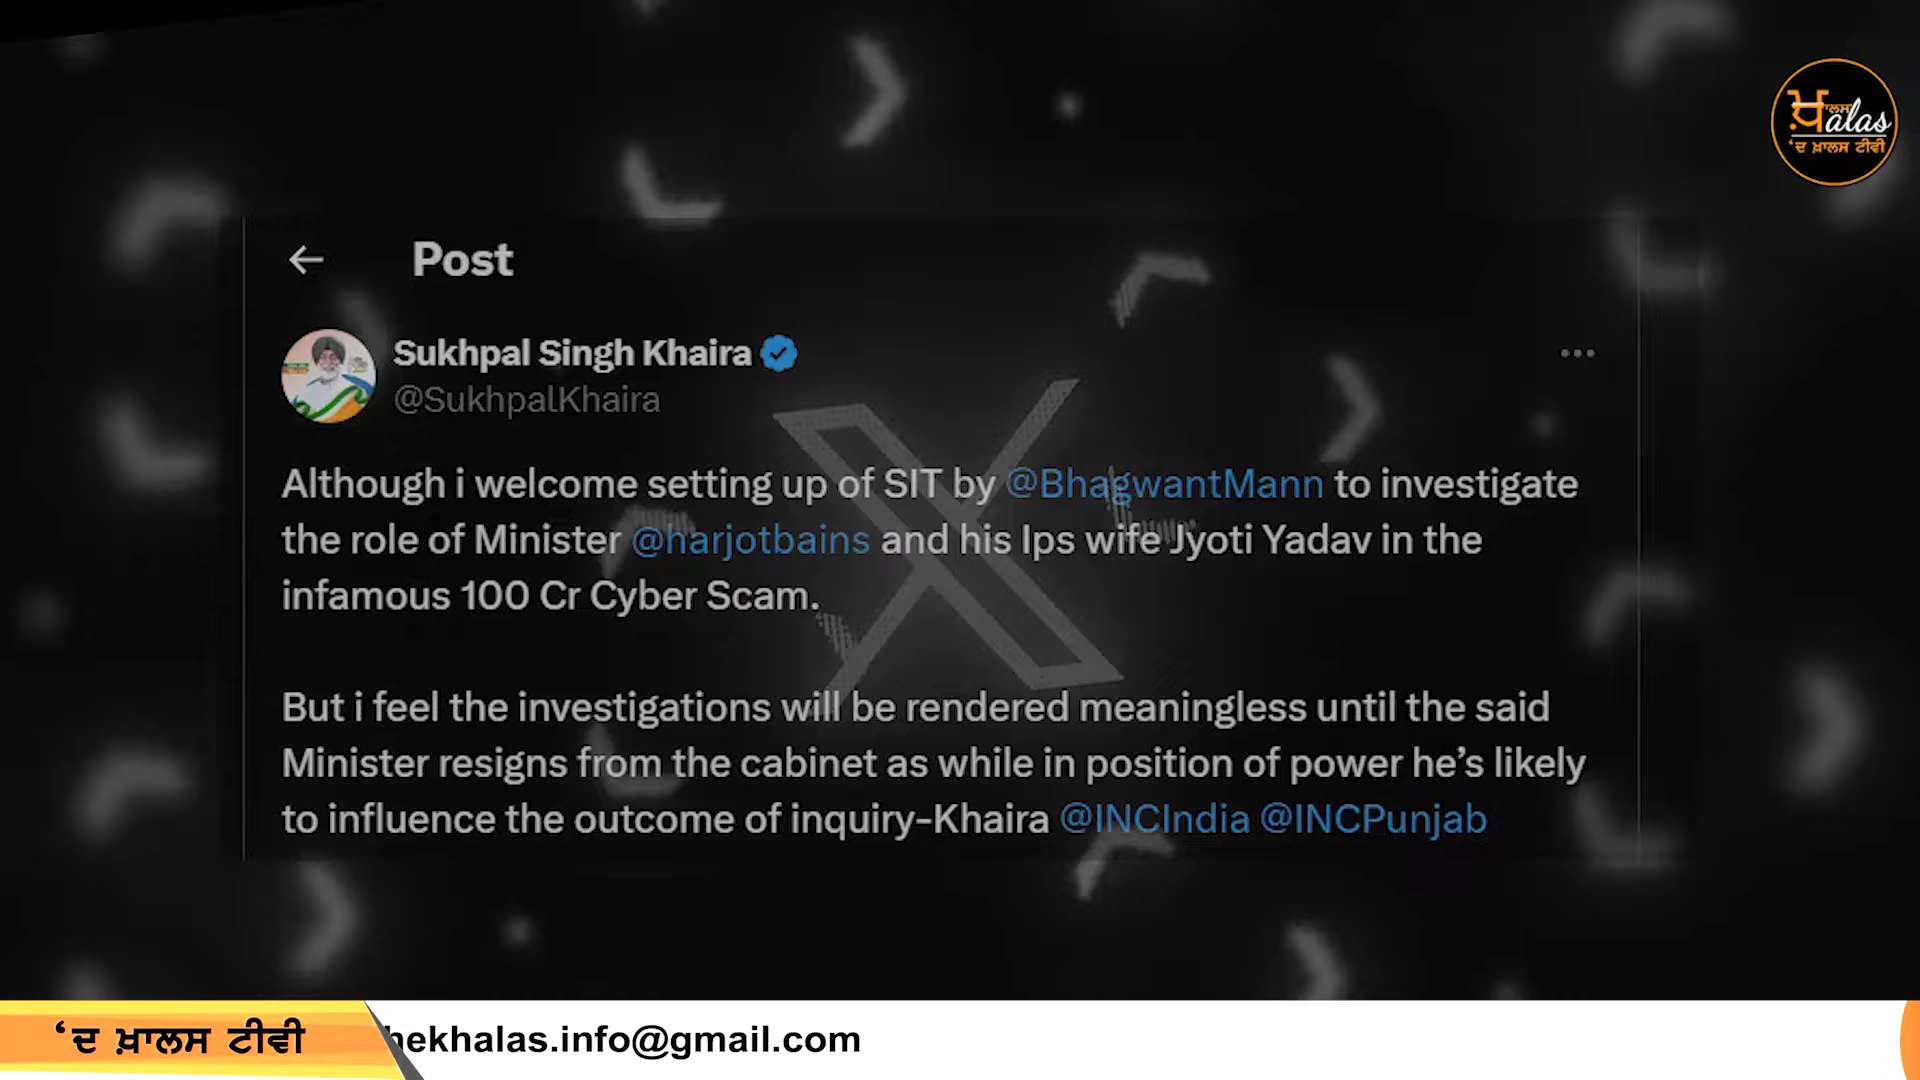 ਖ਼ਾਲਸ
alas
‘ਦ ਖ਼ਾਲਸ ਟੀਵੀ
Post
Sukhpal Singh Khaira
@SukhpalKhaira
Although i welcome setting up of SIT by @BhagwantMann to investigate
the role of Minister @harjotbains and his Ips wife Jyoti Yadav in the
infamous 100 Cr Cyber Scam.
But i feel the investigations will be rendered meaningless until the said
Minister resigns from the cabinet as while in position of power he’s likely
to influence the outcome of inquiry-Khaira @INCIndia @INCPunjab
‘ਦ ਖ਼ਾਲਸ ਟੀਵੀ
hekhalas.info@gmail.com